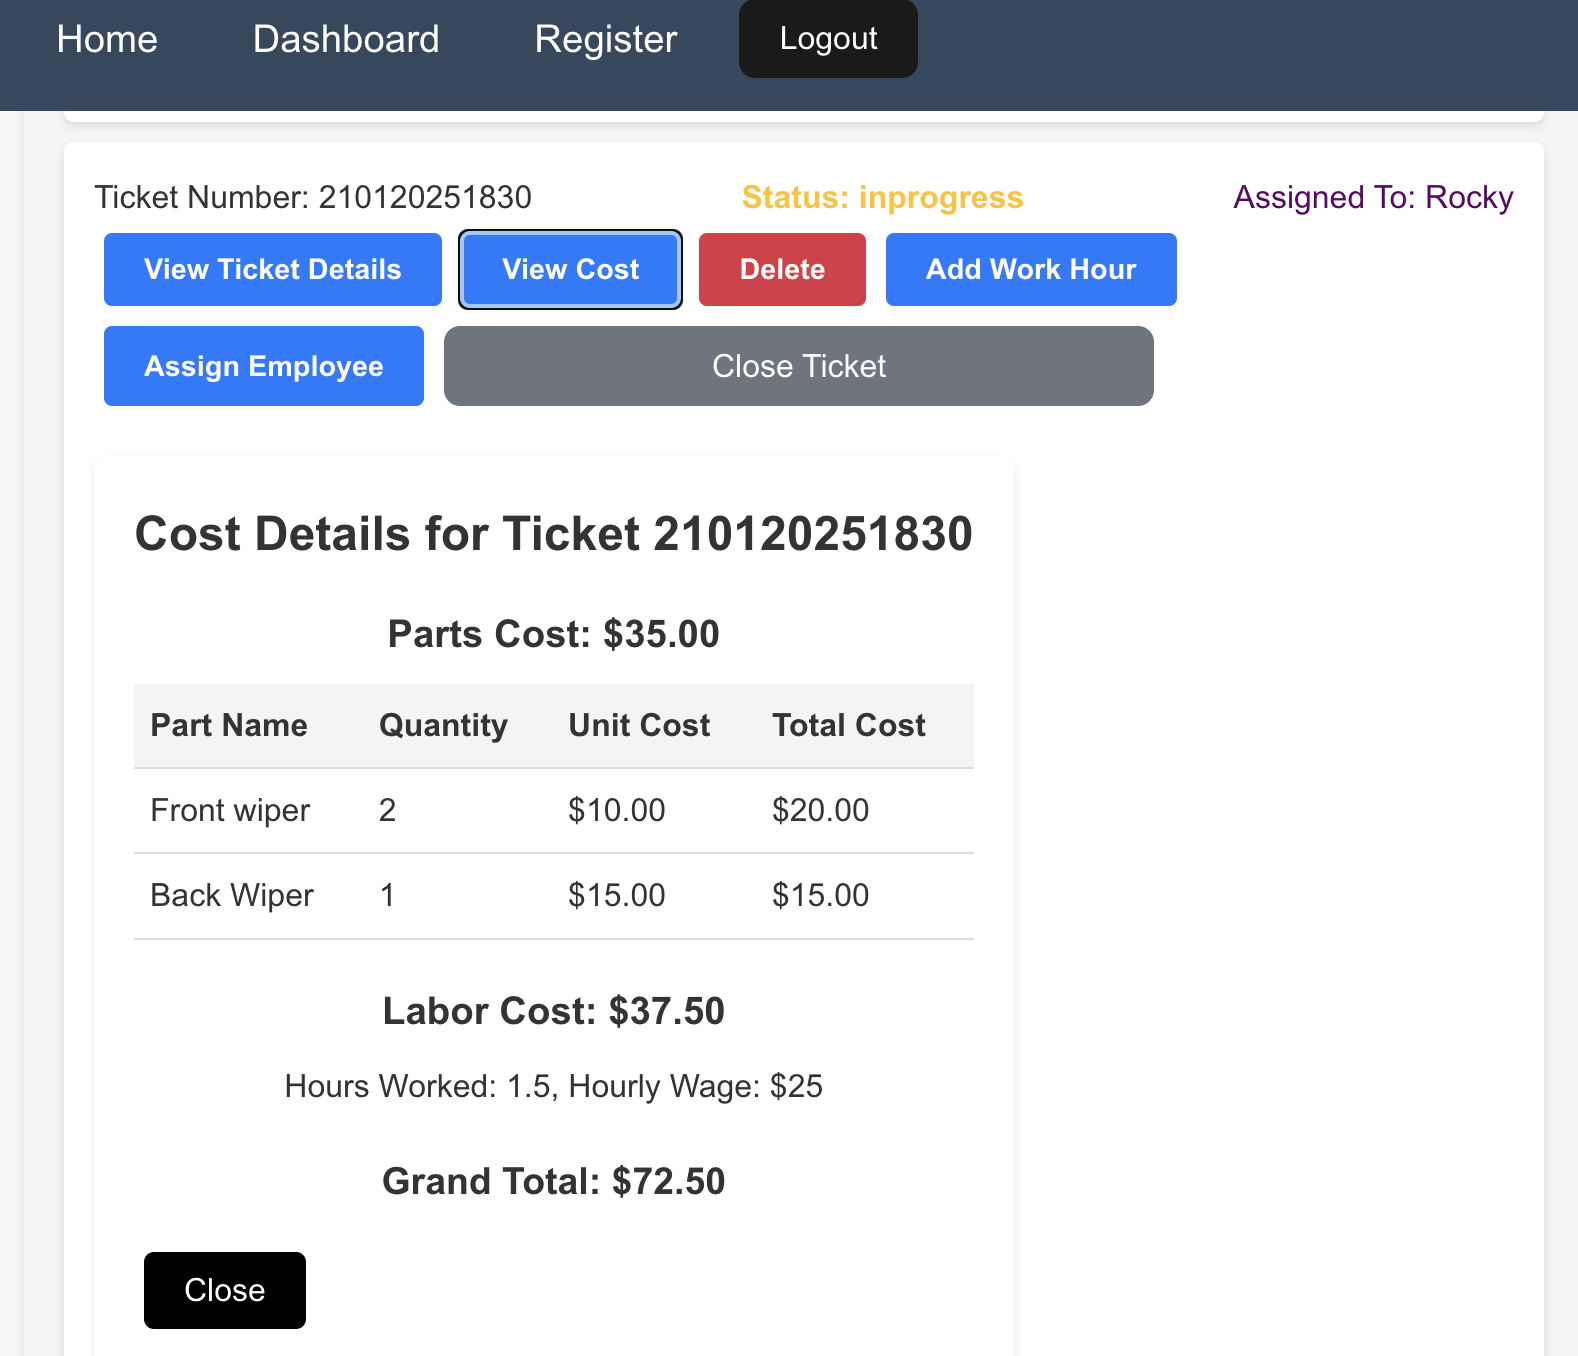 Home Dashboard Register Logout
Ticket Number: 210120251830 Status: inprogress Assigned To: Rocky
View Ticket Details View Cost Delete Add Work Hour
Assign Employee Close Ticket
Cost Details for Ticket 210120251830
Parts Cost: $35.00
Part Name Quantity Unit Cost Total Cost
Front wiper 2 $10.00 $20.00
Back Wiper 1 $15.00 $15.00
Labor Cost: $37.50
Hours Worked: 1.5, Hourly Wage: $25
Grand Total: $72.50
Close